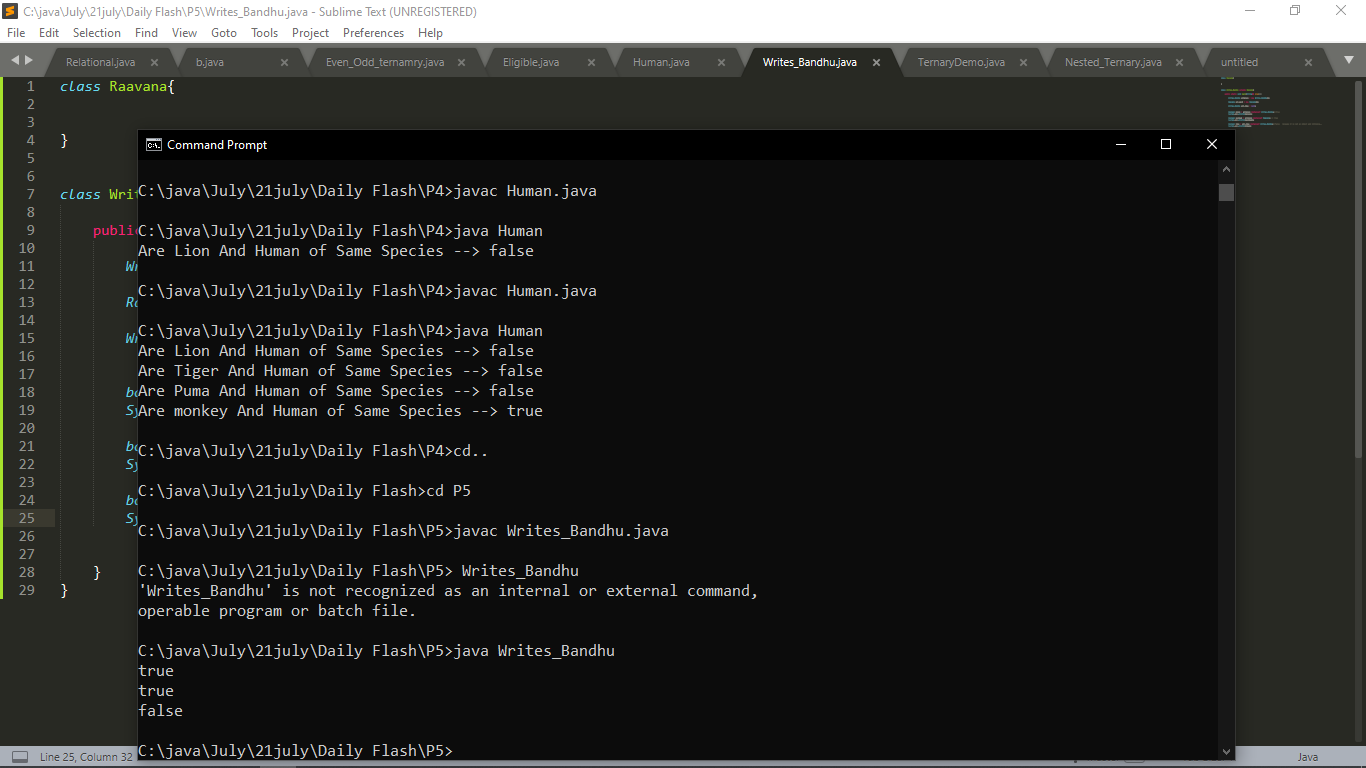 C:\java\July\21july\Daily Flash\P5\Writes_Bandhu.java - Sublime Text (UNREGISTERED)
File Edit Selection Find View Goto Tools Project Preferences Help
Relational.java b.java Even_Odd_ternamry.java Eligible.java Human.java Writes_Bandhu.java TernaryDemo.java Nested_Ternary.java untitled
1 class Raavana{
2
3
4 }
5
6
7 class Writ
8
9 public
10
11 Wr
12
13 Ra
14
15 Wr
16
17
18 bo
19 Sy
20
21 bo
22 Sy
23
24 bo
25 Sy
26
27
28 }
29 }
Command Prompt
C:\java\July\21july\Daily Flash\P4>javac Human.java
C:\java\July\21july\Daily Flash\P4>java Human
Are Lion And Human of Same Species --> false
C:\java\July\21july\Daily Flash\P4>javac Human.java
C:\java\July\21july\Daily Flash\P4>java Human
Are Lion And Human of Same Species --> false
Are Tiger And Human of Same Species --> false
Are Puma And Human of Same Species --> false
Are monkey And Human of Same Species --> true
C:\java\July\21july\Daily Flash\P4>cd..
C:\java\July\21july\Daily Flash>cd P5
C:\java\July\21july\Daily Flash\P5>javac Writes_Bandhu.java
C:\java\July\21july\Daily Flash\P5> Writes_Bandhu
'Writes_Bandhu' is not recognized as an internal or external command,
operable program or batch file.
C:\java\July\21july\Daily Flash\P5>java Writes_Bandhu
true
true
false
C:\java\July\21july\Daily Flash\P5>
Line 25, Column 32
Java